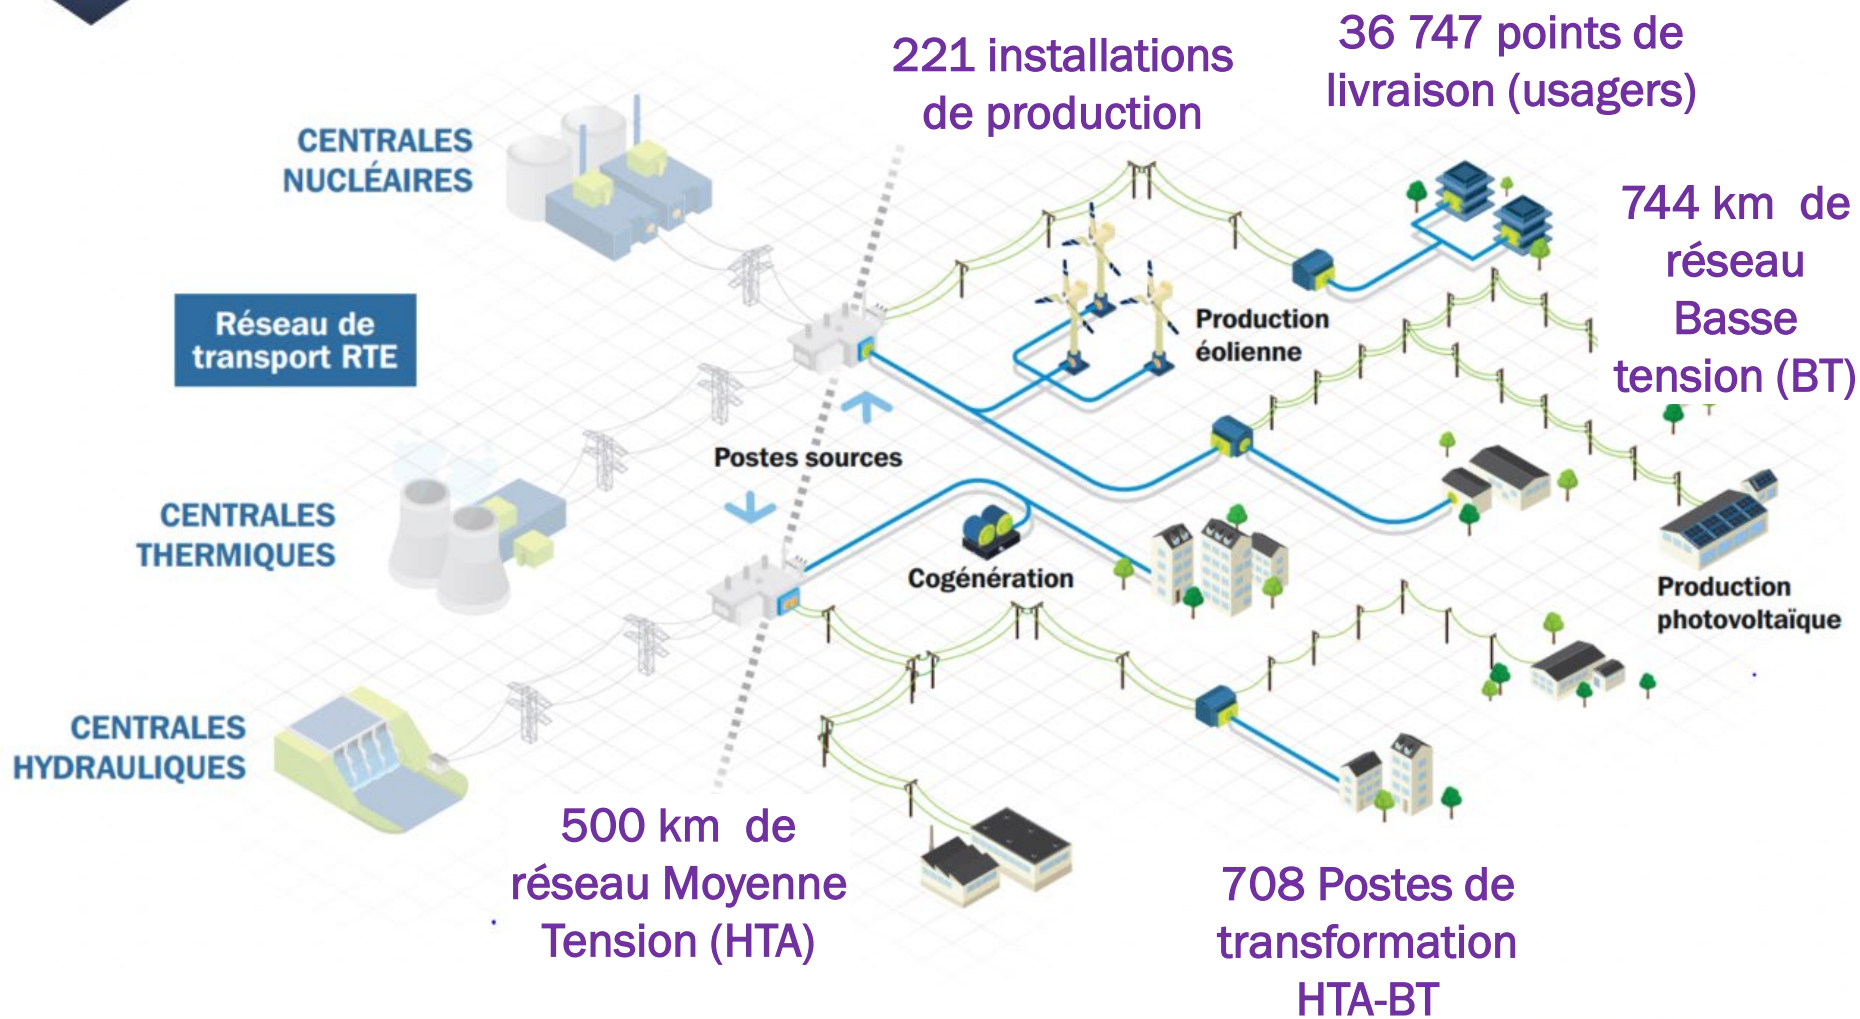 221 installations
de production
36 747 points de
livraison (usagers)
CENTRALES
NUCLÉAIRES
744 km de
réseau
Basse
tension (BT)
Réseau de
transport RTE
Production
éolienne
Postes sources
CENTRALES
THERMIQUES
Cogénération
Production
photovoltaïque
CENTRALES
HYDRAULIQUES
500 km de
réseau Moyenne
Tension (HTA)
708 Postes de
transformation
HTA-BT